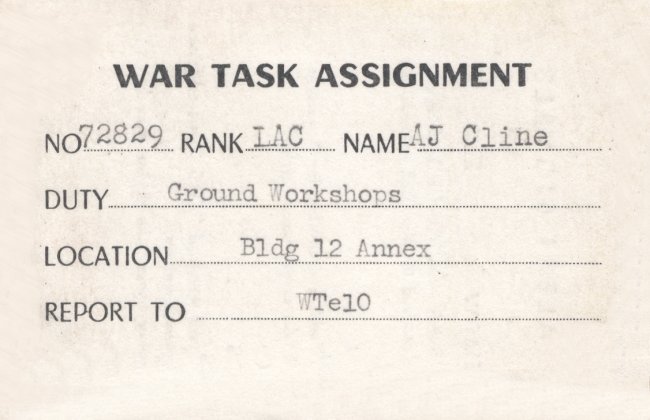 WAR TASK ASSIGNMENT
NO 72829 RANK LAC NAME AJ Cline
DUTY Ground Workshops
LOCATION Bldg 12 Annex
REPORT TO WTelO